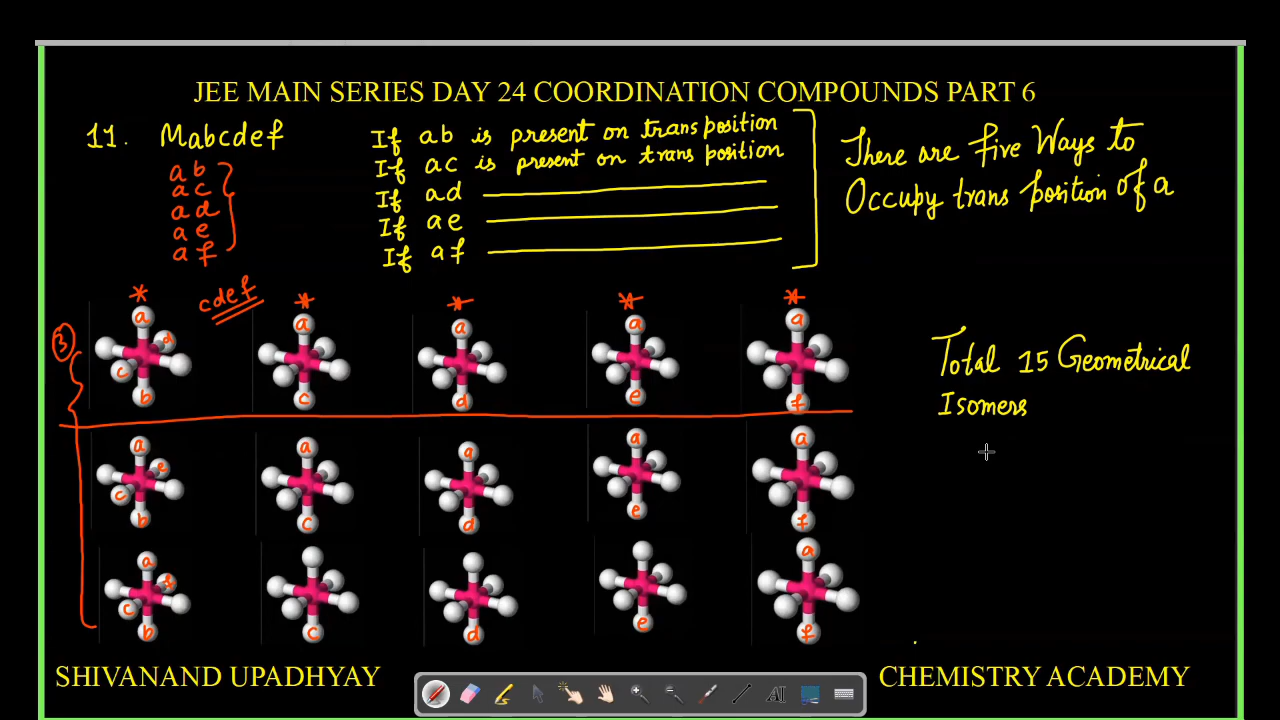 JEE MAIN SERIES DAY 24 COORDINATION COMPOUNDS PART 6
11. Mabcdef
ab
ac
ad
ae
af
If ab is present on trans position
If ac is present on trans position
If ad
If ae
If af
There are five Ways to
Occupy trans position of a
cdef
* * * * *
3
a a a a a
d
c
b c d e f
Total 15 Geometrical
Isomers
a a a a a
e
c
b c d e f
a a
f
c
b c d e f
SHIVANAND UPADHYAY
CHEMISTRY ACADEMY
AI